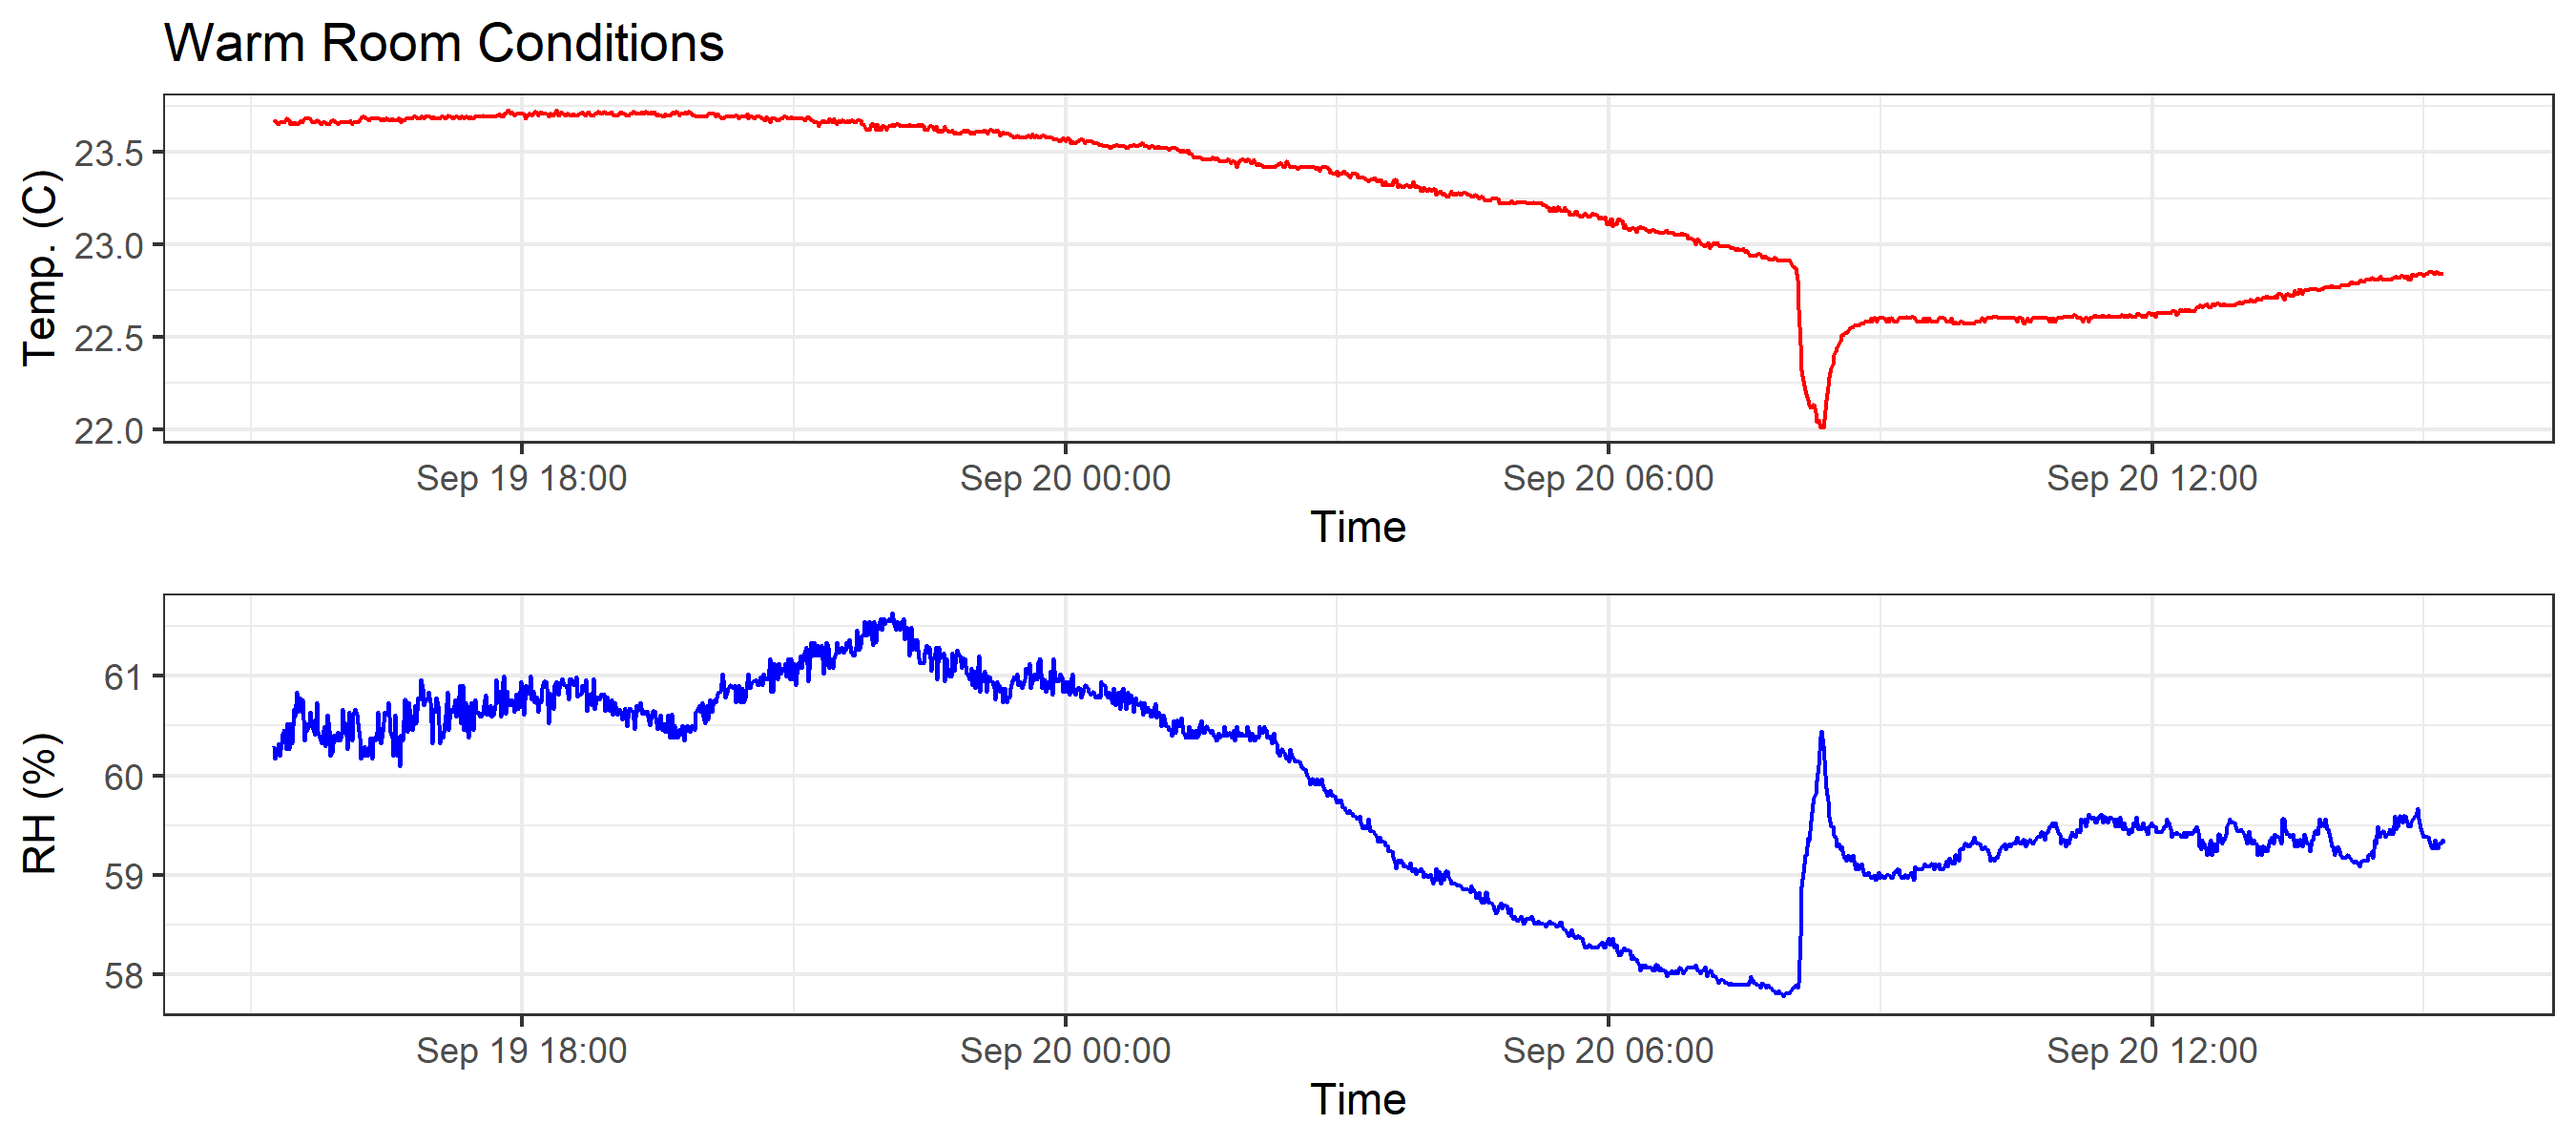 Warm Room Conditions
Temp. (C)
23.5
23.0
22.5
22.0
Sep 19 18:00 Sep 20 00:00 Sep 20 06:00 Sep 20 12:00
Time
RH (%)
61
60
59
58
Sep 19 18:00 Sep 20 00:00 Sep 20 06:00 Sep 20 12:00
Time